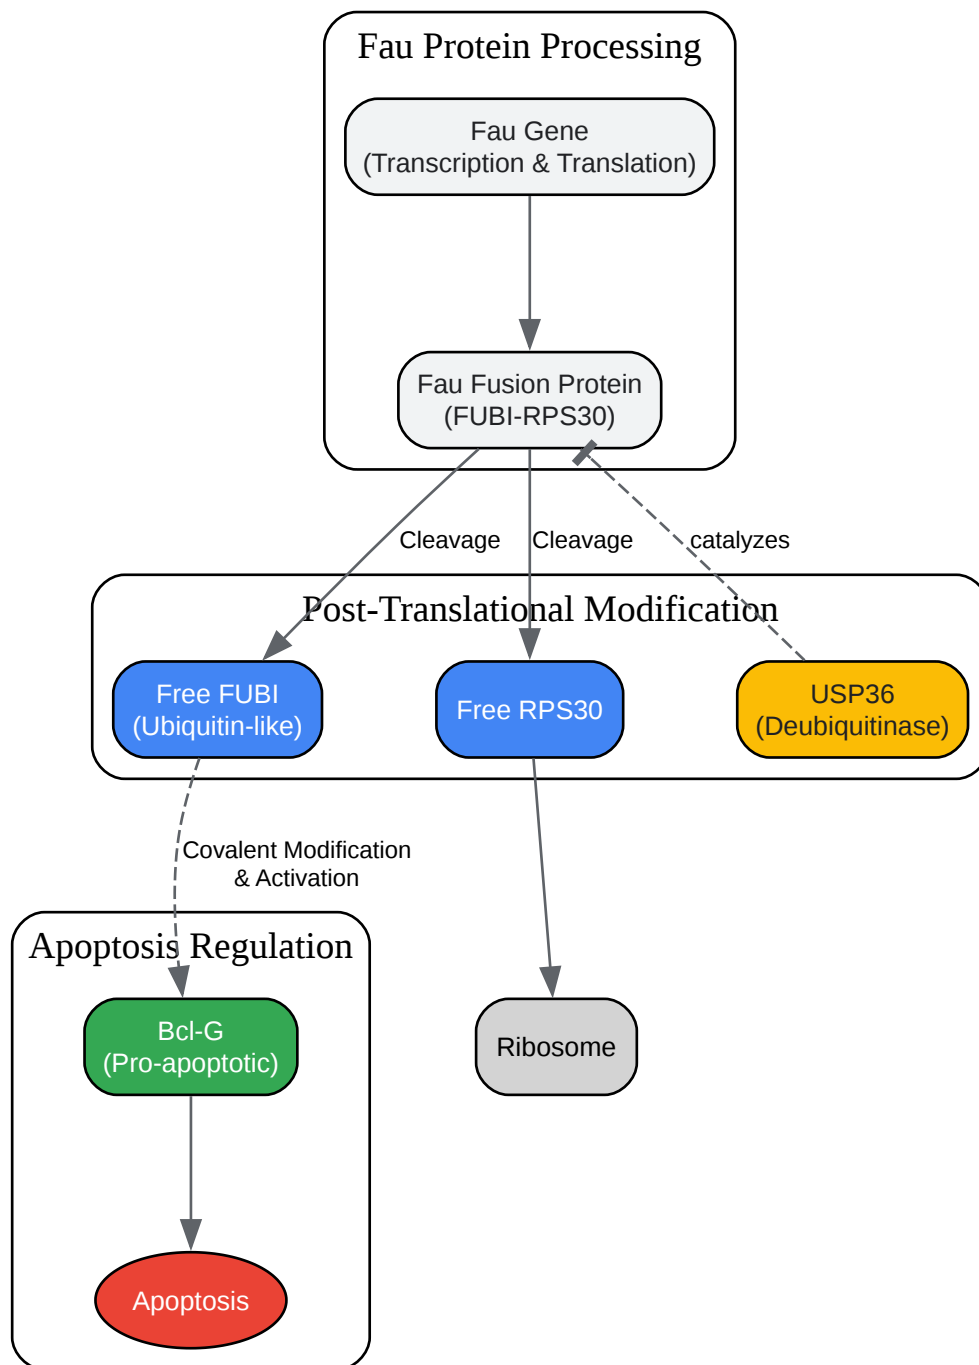 Fau Protein Processing
Fau Gene
(Transcription & Translation)
Fau Fusion Protein
(FUBI-RPS30)
Cleavage
Cleavage
catalyzes
Post-Translational Modification
Free FUBI
(Ubiquitin-like)
Free RPS30
USP36
(Deubiquitinase)
Covalent Modification
& Activation
Apoptosis Regulation
Bcl-G
(Pro-apoptotic)
Ribosome
Apoptosis